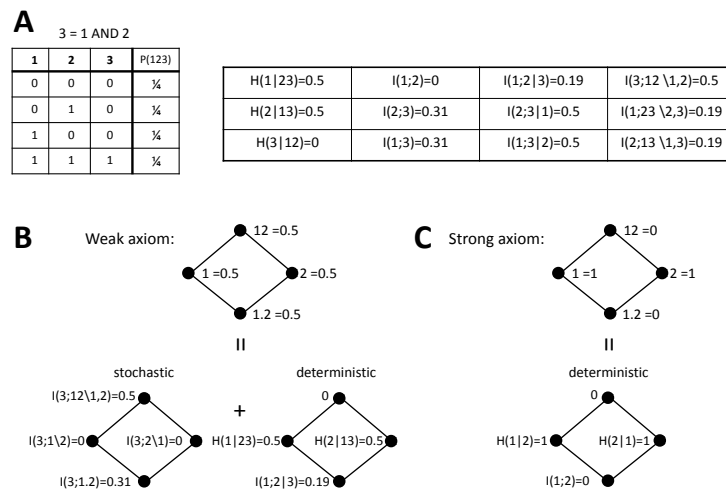 A
3 = 1 AND 2
1 2 3 P(123)
0 0 0 ¼
0 1 0 ¼
1 0 0 ¼
1 1 1 ¼
H(1|23)=0.5 I(1;2)=0 I(1;2|3)=0.19 I(3;12 \1,2)=0.5
H(2|13)=0.5 I(2;3)=0.31 I(2;3|1)=0.5 I(1;23 \2,3)=0.19
H(3|12)=0 I(1;3)=0.31 I(1;3|2)=0.5 I(2;13 \1,3)=0.19
B
Weak axiom:
12 =0.5
1 =0.5
2 =0.5
1.2 =0.5
=
stochastic
I(3;12\1,2)=0.5
I(3;1\2)=0
I(3;2\1)=0
I(3;1.2)=0.31
+
deterministic
0
H(1|23)=0.5
H(2|13)=0.5
I(1;2|3)=0.19
C
Strong axiom:
12 =0
1 =1
2 =1
1.2 =0
=
deterministic
0
H(1|2)=1
H(2|1)=1
I(1;2)=0